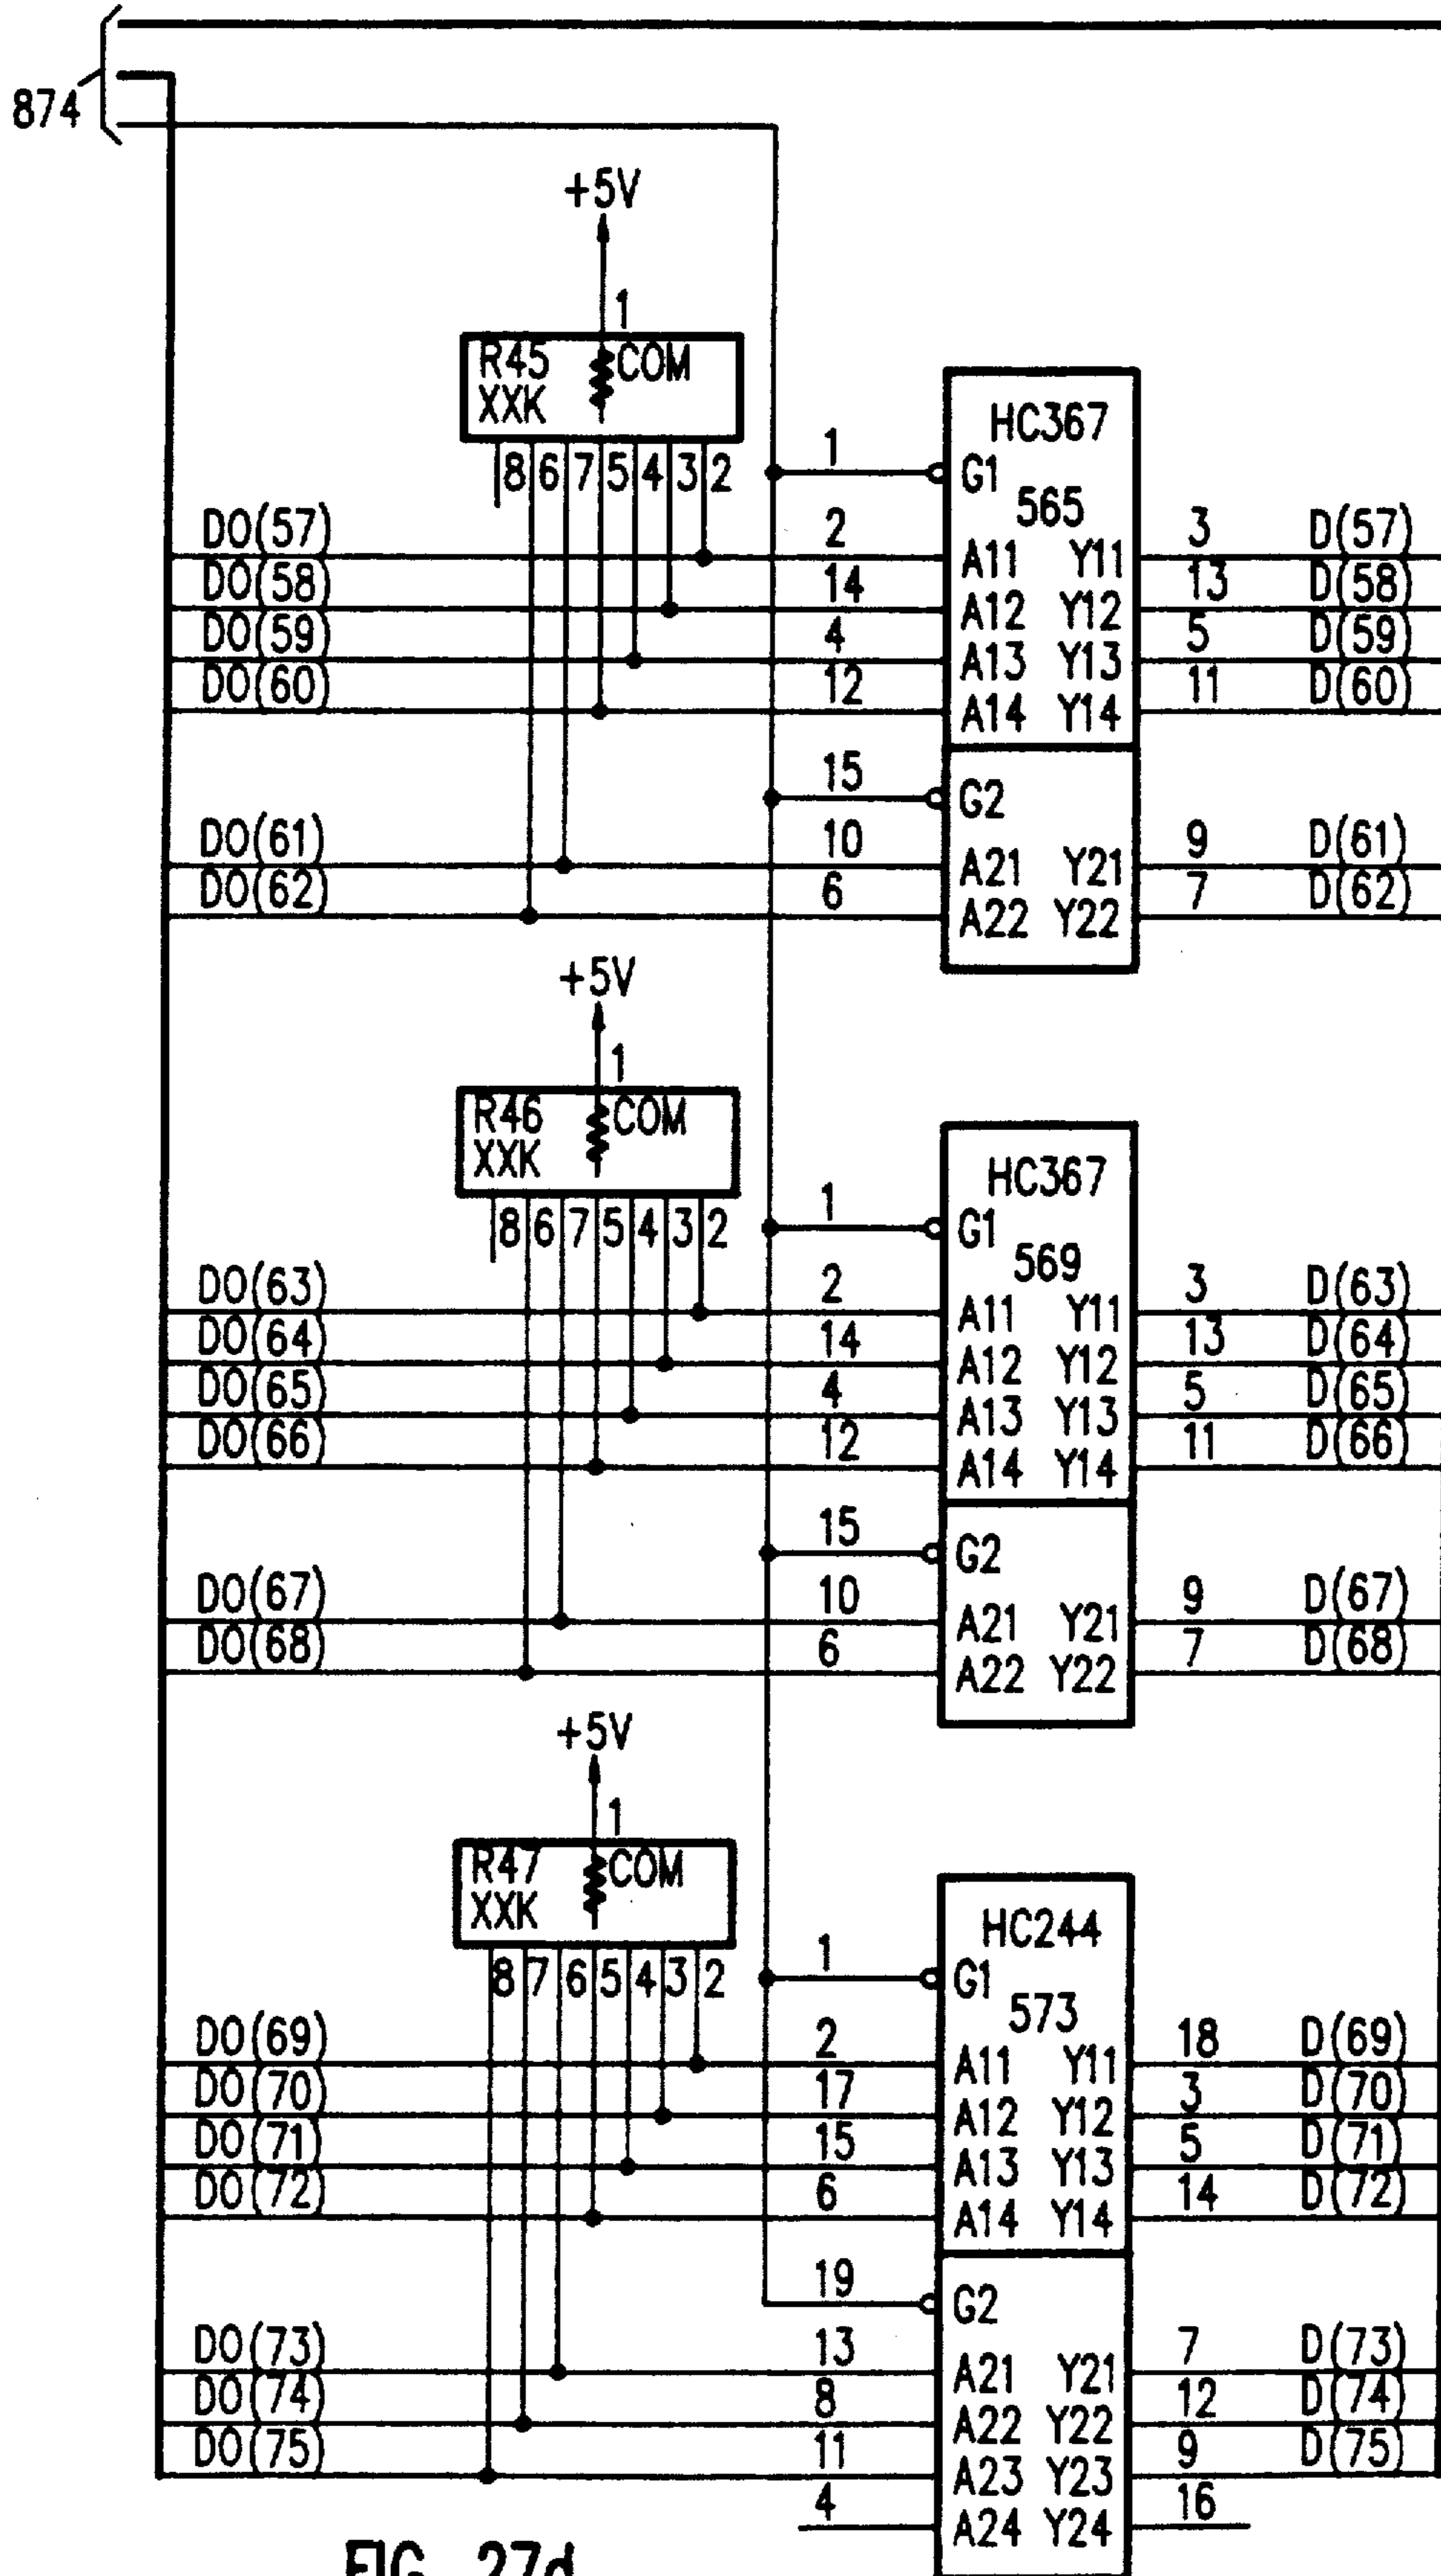 874
+5V
1
R45 COM
XXK
8 6 7 5 4 3 2
HC367
1 G1
565
DO(57) 2 A11 Y11 3 D(57)
DO(58) 14 A12 Y12 13 D(58)
DO(59) 4 A13 Y13 5 D(59)
DO(60) 12 A14 Y14 11 D(60)
15 G2
DO(61) 10 A21 Y21 9 D(61)
DO(62) 6 A22 Y22 7 D(62)
+5V
1
R46 COM
XXK
8 6 7 5 4 3 2
HC367
1 G1
569
DO(63) 2 A11 Y11 3 D(63)
DO(64) 14 A12 Y12 13 D(64)
DO(65) 4 A13 Y13 5 D(65)
DO(66) 12 A14 Y14 11 D(66)
15 G2
DO(67) 10 A21 Y21 9 D(67)
DO(68) 6 A22 Y22 7 D(68)
+5V
1
R47 COM
XXK
8 7 6 5 4 3 2
HC244
1 G1
573
DO(69) 2 A11 Y11 18 D(69)
DO(70) 17 A12 Y12 3 D(70)
DO(71) 15 A13 Y13 5 D(71)
DO(72) 6 A14 Y14 14 D(72)
19 G2
DO(73) 13 A21 Y21 7 D(73)
DO(74) 8 A22 Y22 12 D(74)
DO(75) 11 A23 Y23 9 D(75)
4 A24 Y24 16
FIG. 27d